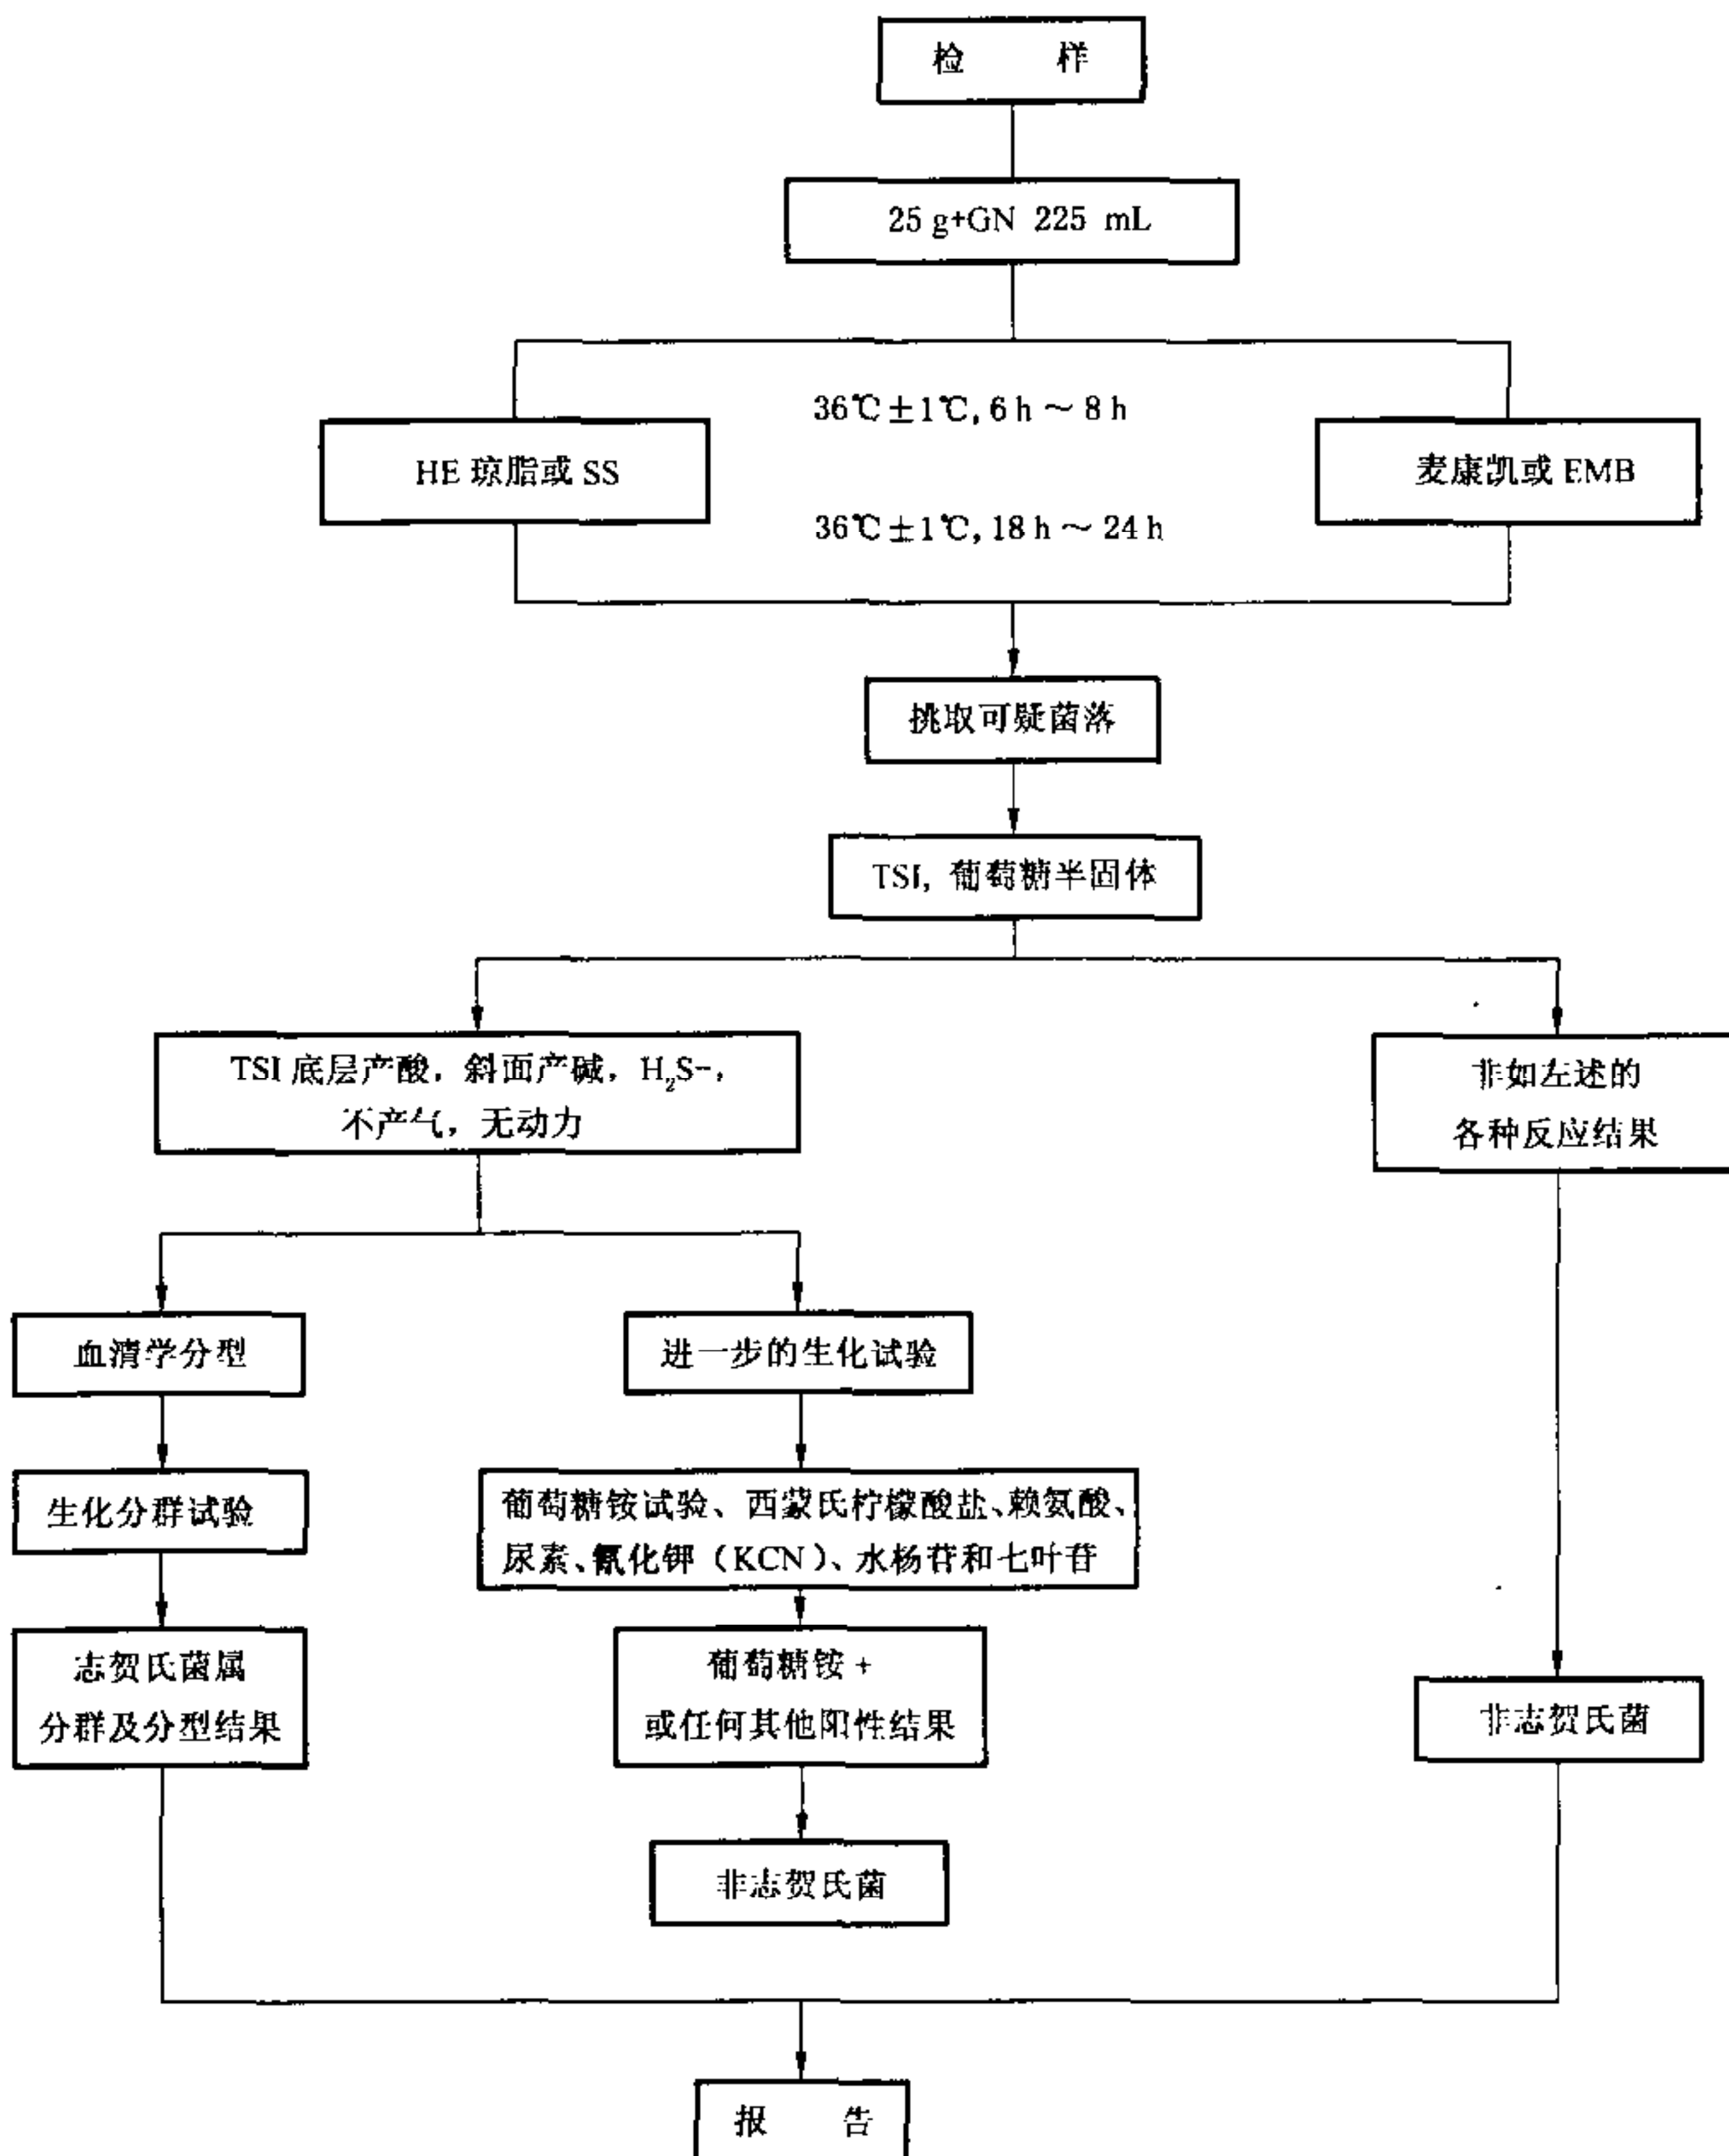 检 样
25 g+GN 225 mL
36℃±1℃, 6 h ～ 8 h
HE 琼脂或 SS
麦康凯或 EMB
36℃±1℃, 18 h ～ 24 h
挑取可疑菌落
TSI, 葡萄糖半固体
TSI 底层产酸，斜面产碱，H₂S-，
不产气，无动力
非如左述的
各种反应结果
血清学分型
进一步的生化试验
生化分群试验
葡萄糖铵试验、西蒙氏柠檬酸盐、赖氨酸、
尿素、氰化钾（KCN）、水杨苷和七叶苷
志贺氏菌属
分群及分型结果
葡萄糖铵 +
或任何其他阳性结果
非志贺氏菌
非志贺氏菌
报 告